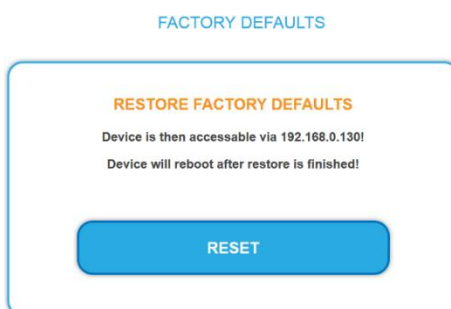 FACTORY DEFAULTS
RESTORE FACTORY DEFAULTS
Device is then accessable via 192.168.0.130!
Device will reboot after restore is finished!
RESET